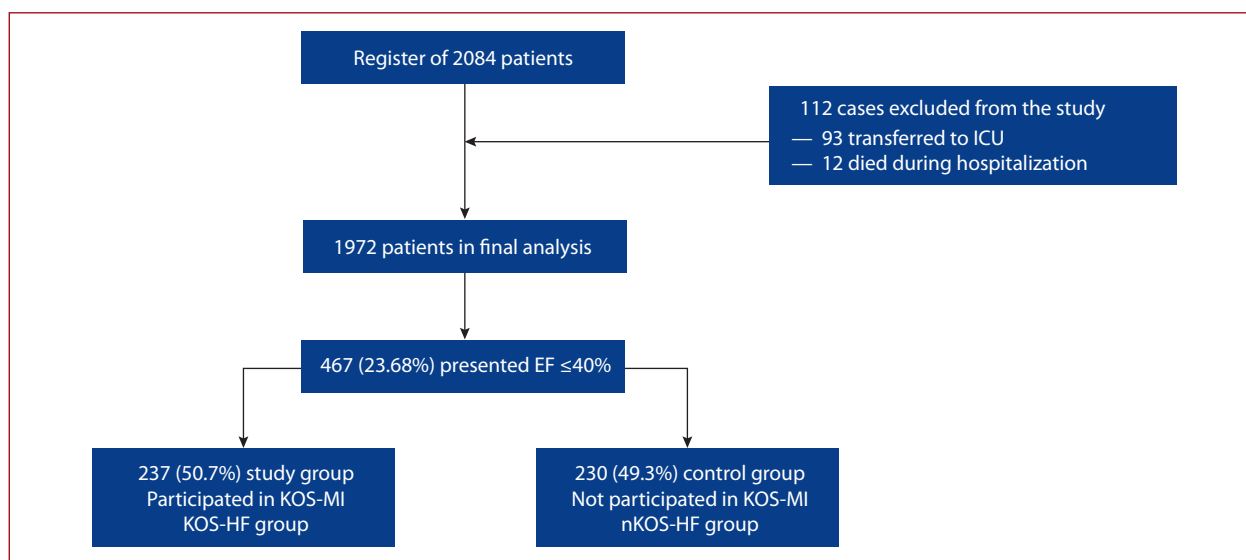 Register of 2084 patients
112 cases excluded from the study
— 93 transferred to ICU
— 12 died during hospitalization
1972 patients in final analysis
467 (23.68%) presented EF ≤40%
237 (50.7%) study group
Participated in KOS-MI
KOS-HF group
230 (49.3%) control group
Not participated in KOS-MI
nKOS-HF group